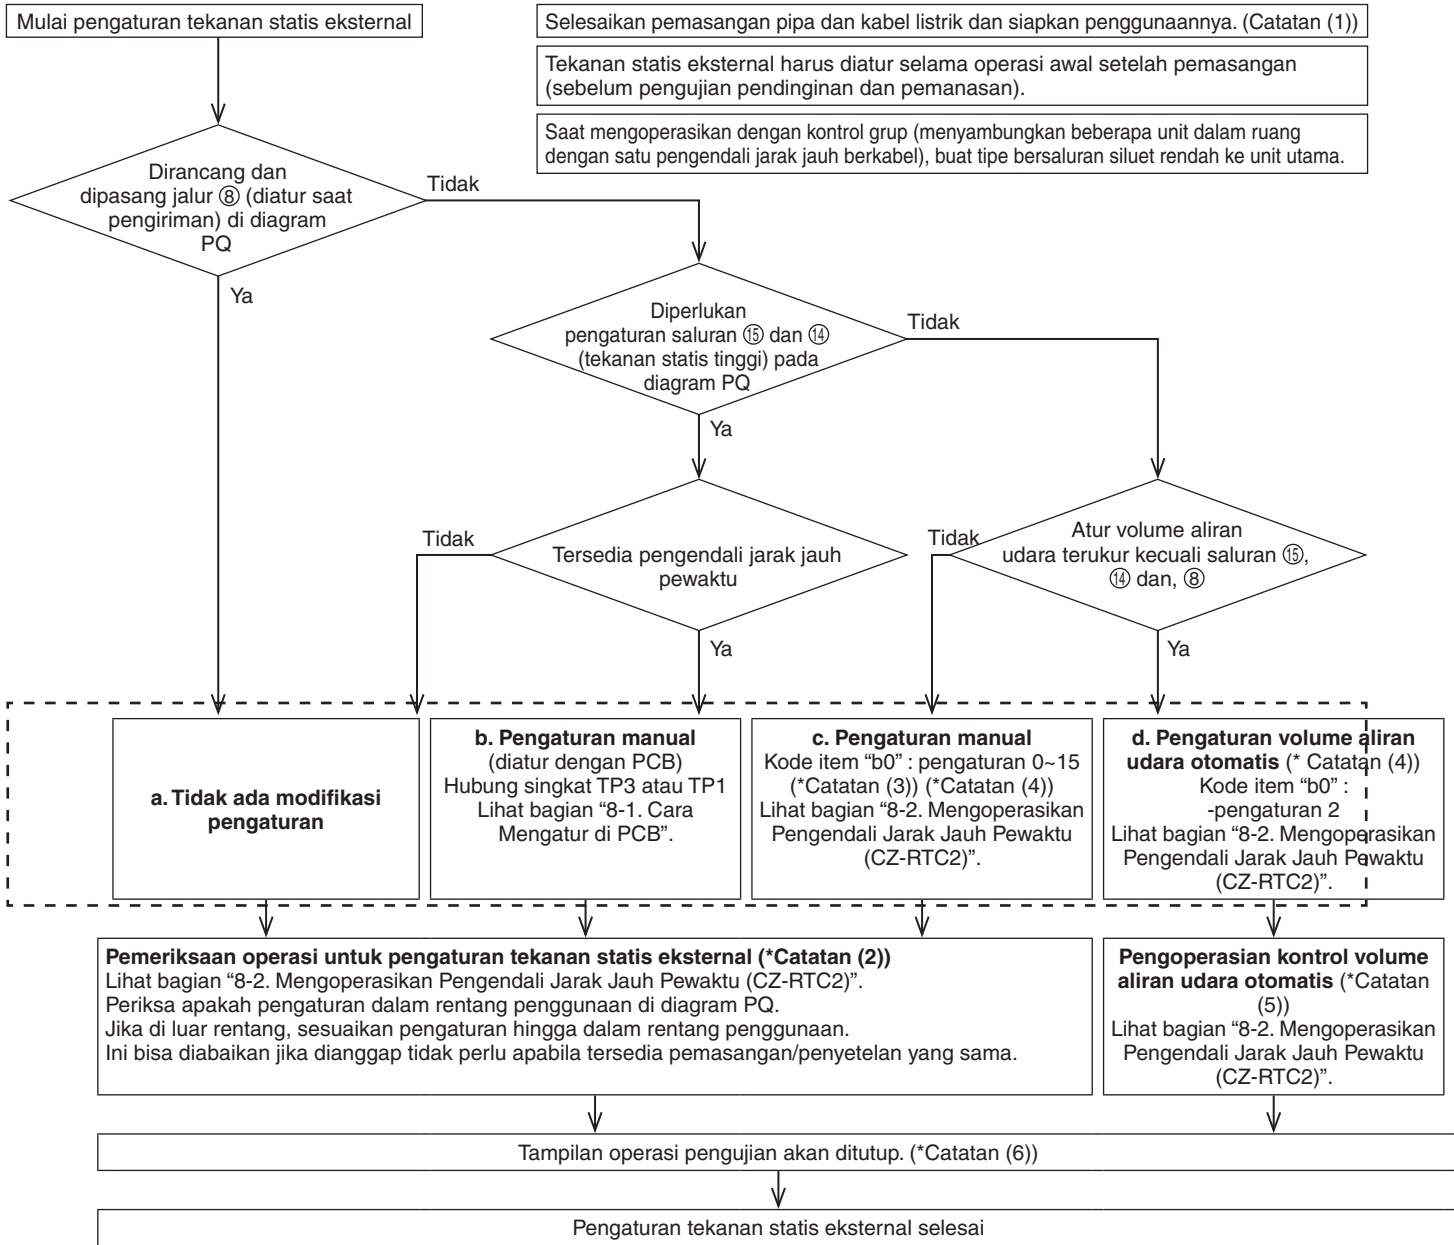 Mulai pengaturan tekanan statis eksternal
Selesaikan pemasangan pipa dan kabel listrik dan siapkan penggunaannya. (Catatan (1))
Tekanan statis eksternal harus diatur selama operasi awal setelah pemasangan
(sebelum pengujian pendinginan dan pemanasan).
Saat mengoperasikan dengan kontrol grup (menyambungkan beberapa unit dalam ruang
dengan satu pengendali jarak jauh berkabel), buat tipe bersaluran siluet rendah ke unit utama.
Dirancang dan
dipasang jalur ⑧ (diatur saat
pengiriman) di diagram
PQ
Tidak
Ya
Diperlukan
pengaturan saluran ⑮ dan ⑭
(tekanan statis tinggi) pada
diagram PQ
Tidak
Ya
Tersedia pengendali jarak jauh
pewaktu
Tidak
Ya
Atur volume aliran
udara terukur kecuali saluran ⑮,
⑭ dan, ⑧
Tidak
Ya
a. Tidak ada modifikasi
pengaturan
b. Pengaturan manual
(diatur dengan PCB)
Hubung singkat TP3 atau TP1
Lihat bagian “8-1. Cara
Mengatur di PCB”.
c. Pengaturan manual
Kode item “b0” : pengaturan 0~15
(*Catatan (3)) (*Catatan (4))
Lihat bagian “8-2. Mengoperasikan
Pengendali Jarak Jauh Pewaktu
(CZ-RTC2)”.
d. Pengaturan volume aliran
udara otomatis (* Catatan (4))
Kode item “b0” :
-pengaturan 2
Lihat bagian “8-2. Mengoperasikan
Pengendali Jarak Jauh Pewaktu
(CZ-RTC2)”.
Pemeriksaan operasi untuk pengaturan tekanan statis eksternal (*Catatan (2))
Lihat bagian “8-2. Mengoperasikan Pengendali Jarak Jauh Pewaktu (CZ-RTC2)”.
Periksa apakah pengaturan dalam rentang penggunaan di diagram PQ.
Jika di luar rentang, sesuaikan pengaturan hingga dalam rentang penggunaan.
Ini bisa diabaikan jika dianggap tidak perlu apabila tersedia pemasangan/penyetelan yang sama.
Pengoperasian kontrol volume
aliran udara otomatis (*Catatan
(5))
Lihat bagian “8-2. Mengoperasikan
Pengendali Jarak Jauh Pewaktu
(CZ-RTC2)”.
Tampilan operasi pengujian akan ditutup. (*Catatan (6))
Pengaturan tekanan statis eksternal selesai